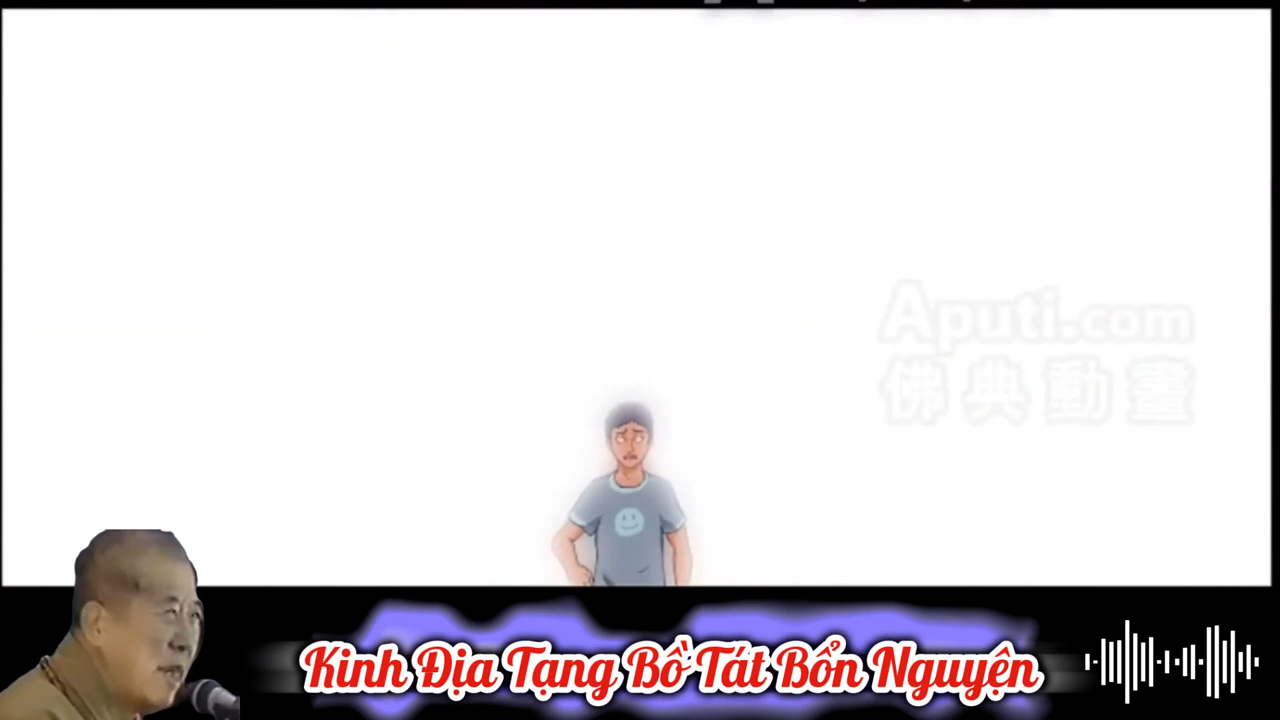 Aputi.com
佛典動畫
Kinh Địa Tạng Bồ Tát Bổn Nguyện